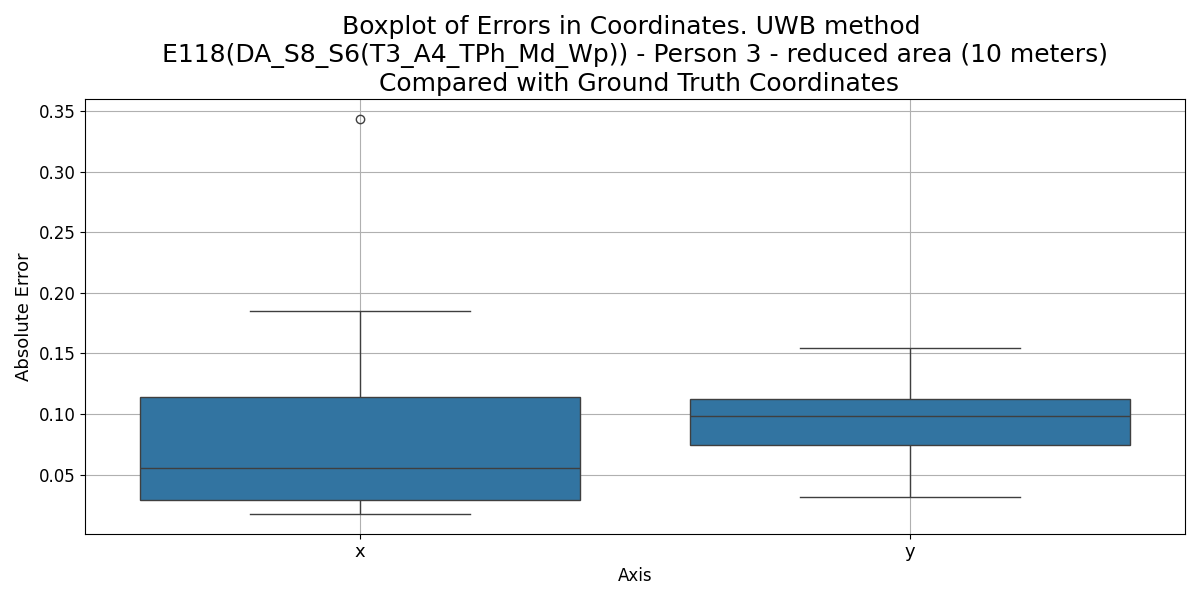 Boxplot of Errors in Coordinates. UWB method
E118(DA_S8_S6(T3_A4_TPh_Md_Wp)) - Person 3 - reduced area (10 meters)
Compared with Ground Truth Coordinates
0.35
0.30
0.25
0.20
0.15
0.10
0.05
Absolute Error
x
y
Axis